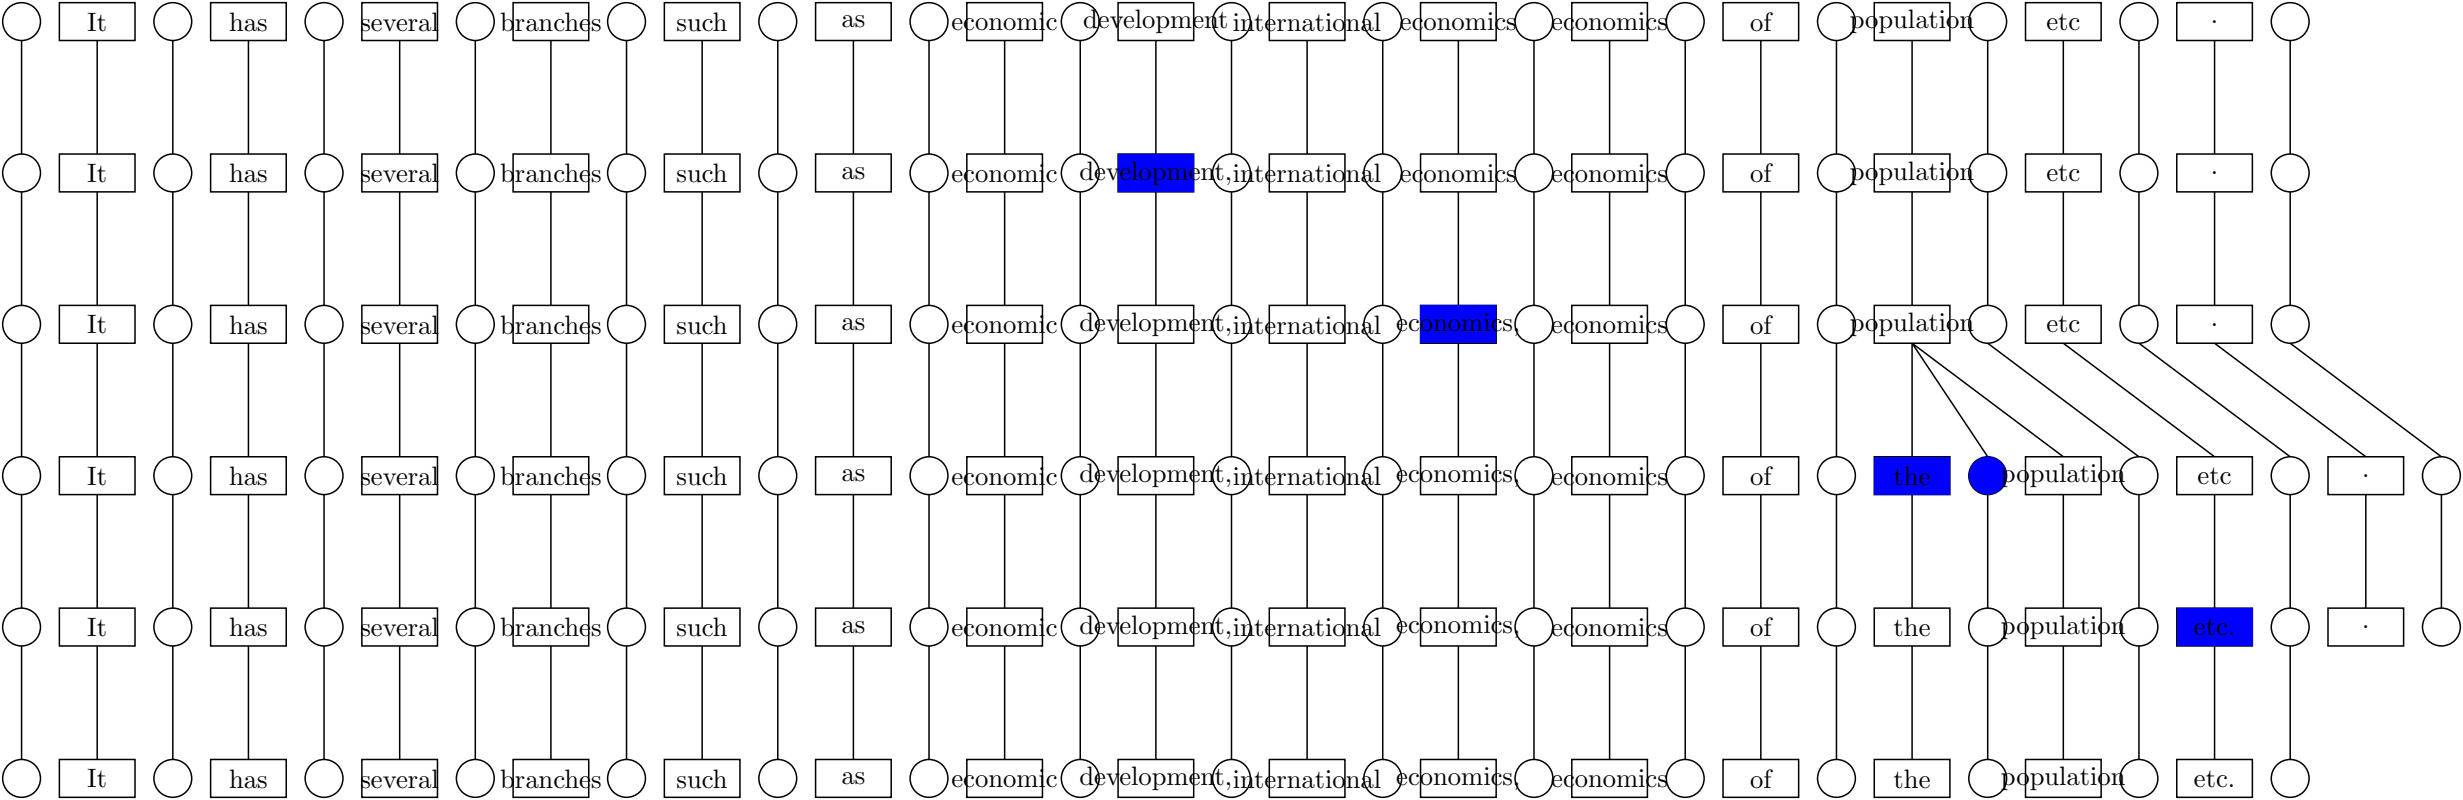 It has several branches such as economic development international economics economics of population etc .
It has several branches such as economic development, international economics economics of population etc .
It has several branches such as economic development, international economics, economics of population etc .
It has several branches such as economic development, international economics, economics of the population etc .
It has several branches such as economic development, international economics, economics of the population etc. .
It has several branches such as economic development, international economics, economics of the population etc.